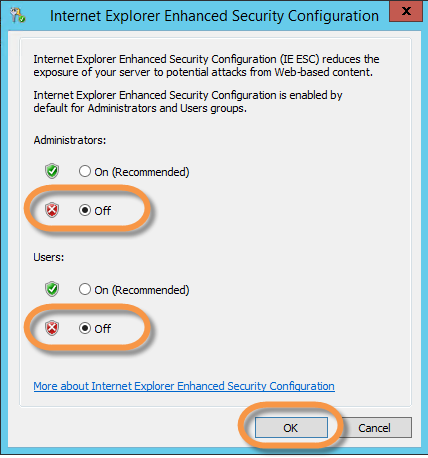 Internet Explorer Enhanced Security Configuration
Internet Explorer Enhanced Security Configuration (IE ESC) reduces the
exposure of your server to potential attacks from Web-based content.
Internet Explorer Enhanced Security Configuration is enabled by
default for Administrators and Users groups.
Administrators:
On (Recommended)
Off
Users:
On (Recommended)
Off
More about Internet Explorer Enhanced Security Configuration
OK Cancel